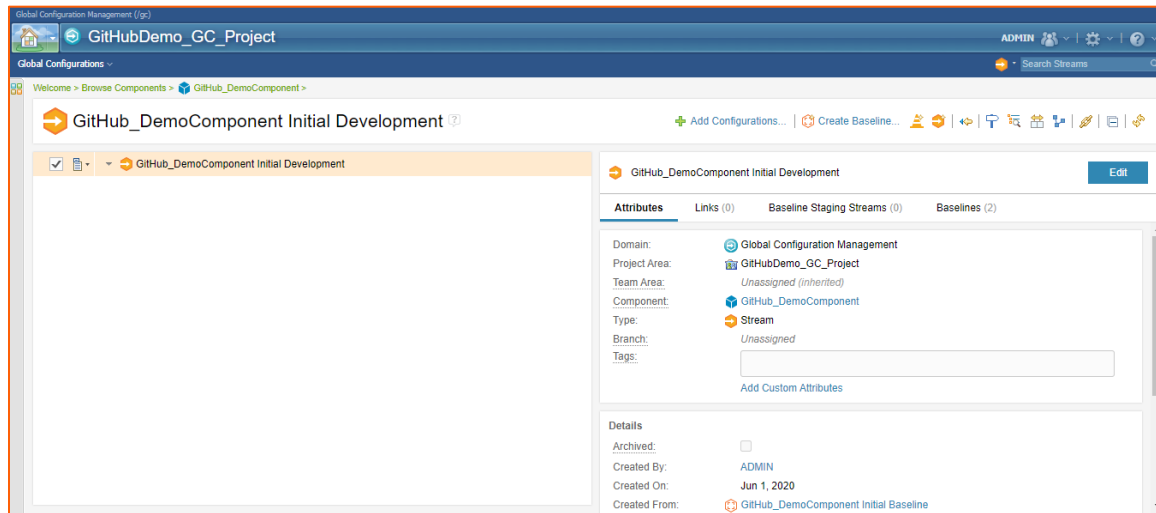 Global Configuration Management (/gc)
GitHubDemo_GC_Project
ADMIN
Global Configurations
Search Streams
Welcome > Browse Components > GitHub_DemoComponent >
GitHub_DemoComponent Initial Development ?
Add Configurations... | Create Baseline...
GitHub_DemoComponent Initial Development
GitHub_DemoComponent Initial Development
Edit
Attributes Links (0) Baseline Staging Streams (0) Baselines (2)
Domain: Global Configuration Management
Project Area: GitHubDemo_GC_Project
Team Area: Unassigned (inherited)
Component: GitHub_DemoComponent
Type: Stream
Branch: Unassigned
Tags:
Add Custom Attributes
Details
Archived:
Created By: ADMIN
Created On: Jun 1, 2020
Created From: GitHub_DemoComponent Initial Baseline